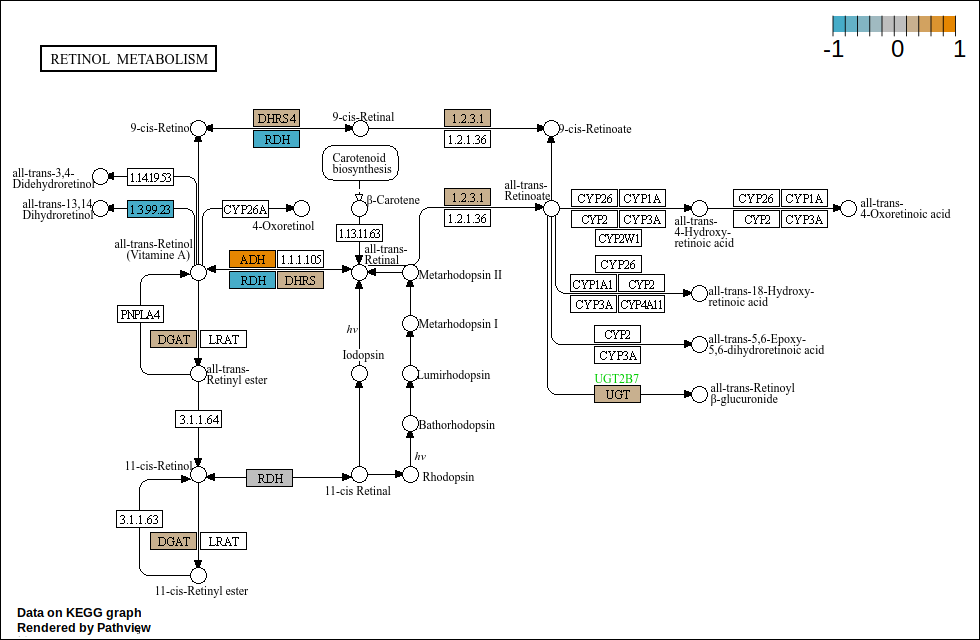 -1 0 1
RETINOL METABOLISM
DHRS4
9-cis-Retinal
1.2.3.1
9-cis-Retino
RDH
1.2.1.36
9-cis-Retinoate
Carotenoid
biosynthesis
all-trans-3,4-
Didehydroretinol
1.14.19.53
all-trans-13,14
Dihydroretinol
1.3.99.23
CYP26A
4-Oxoretinol
β-Carotene
1.13.11.63
1.2.3.1
1.2.1.36
all-trans-
Retinoate
CYP26 CYP1A
CYP2 CYP3A
CYP2W1
all-trans-
4-Hydroxy-
retinoic acid
CYP26 CYP1A
CYP2 CYP3A
all-trans-
4-Oxoretinoic acid
all-trans-Retinol
(Vitamin A)
ADH 1.1.1.105
RDH DHRS
all-trans-
Retinal
Metarhodopsin II
CYP26
CYP1A1 CYP2
CYP3A CYP4A11
all-trans-18-Hydroxy-
retinoic acid
PNPLA4
DGAT LRAT
hv
Metarhodopsin I
CYP2
CYP3A
all-trans-5,6-Epoxy-
5,6-dihydroretinoic acid
Iodopsin
all-trans-
Retinyl ester
Lumirhodopsin
UGT2B7
UGT
all-trans-Retinoyl
β-glucuronide
3.1.1.64
Bathorhodopsin
hv
11-cis-Retinol
RDH
11-cis Retinal
Rhodopsin
3.1.1.63
DGAT LRAT
11-cis-Retinyl ester
Data on KEGG graph
Rendered by Pathview